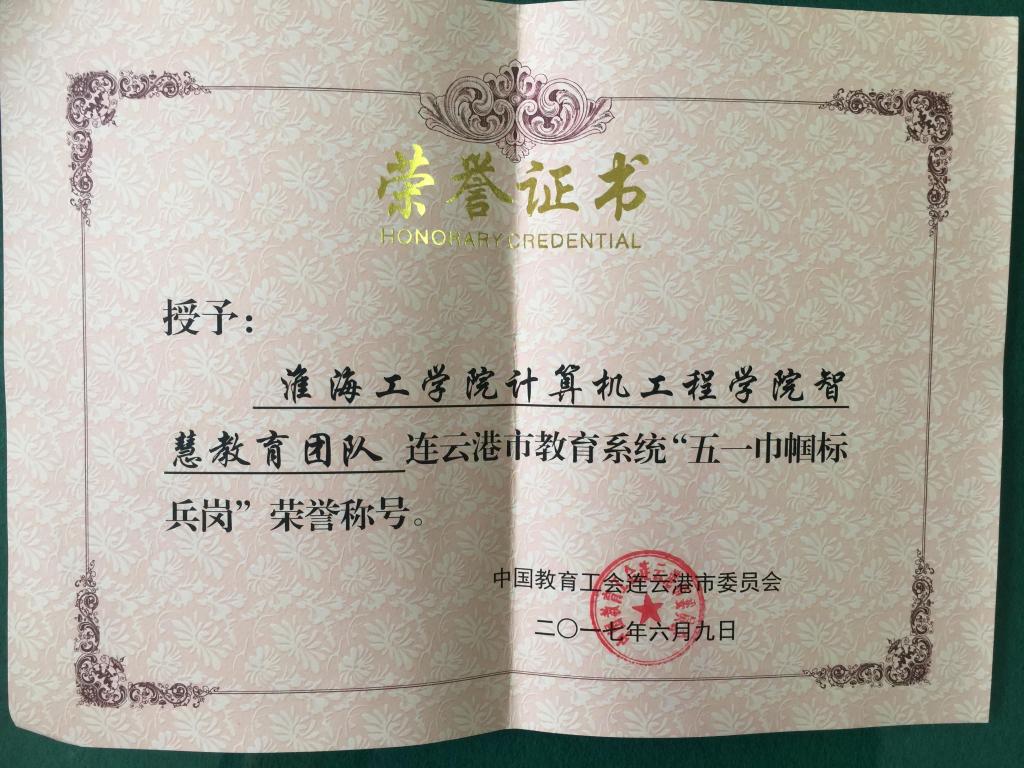 荣誉证书
HONORARY CREDENTIAL
授予:
淮海工学院计算机工程学院智
慧教育团队 连云港市教育系统“五一巾帼标
兵岗”荣誉称号。
中国教育工会连云港市委员会
二〇一七年六月九日